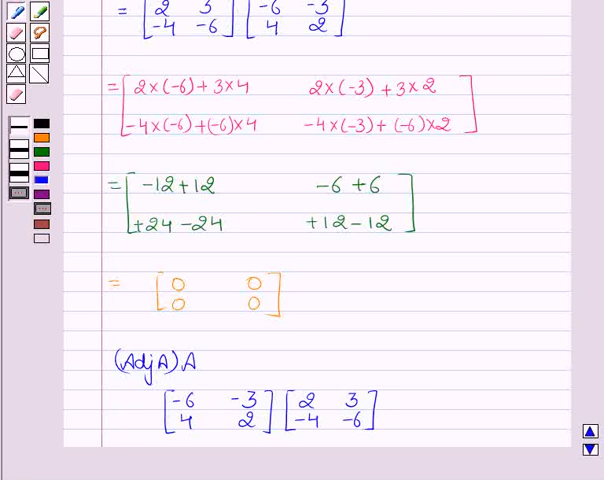 = [2 3 -4 -6] [-6 -3 4 2]
= [2×(-6)+3×4 2×(-3)+3×2
-4×(-6)+(-6)×4 -4×(-3)+(-6)×2]
= [-12+12 -6+6
+24-24 +12-12]
= [0 0
0 0]
(Adj A) A
[-6 -3 [2 3
4 2] -4 -6]